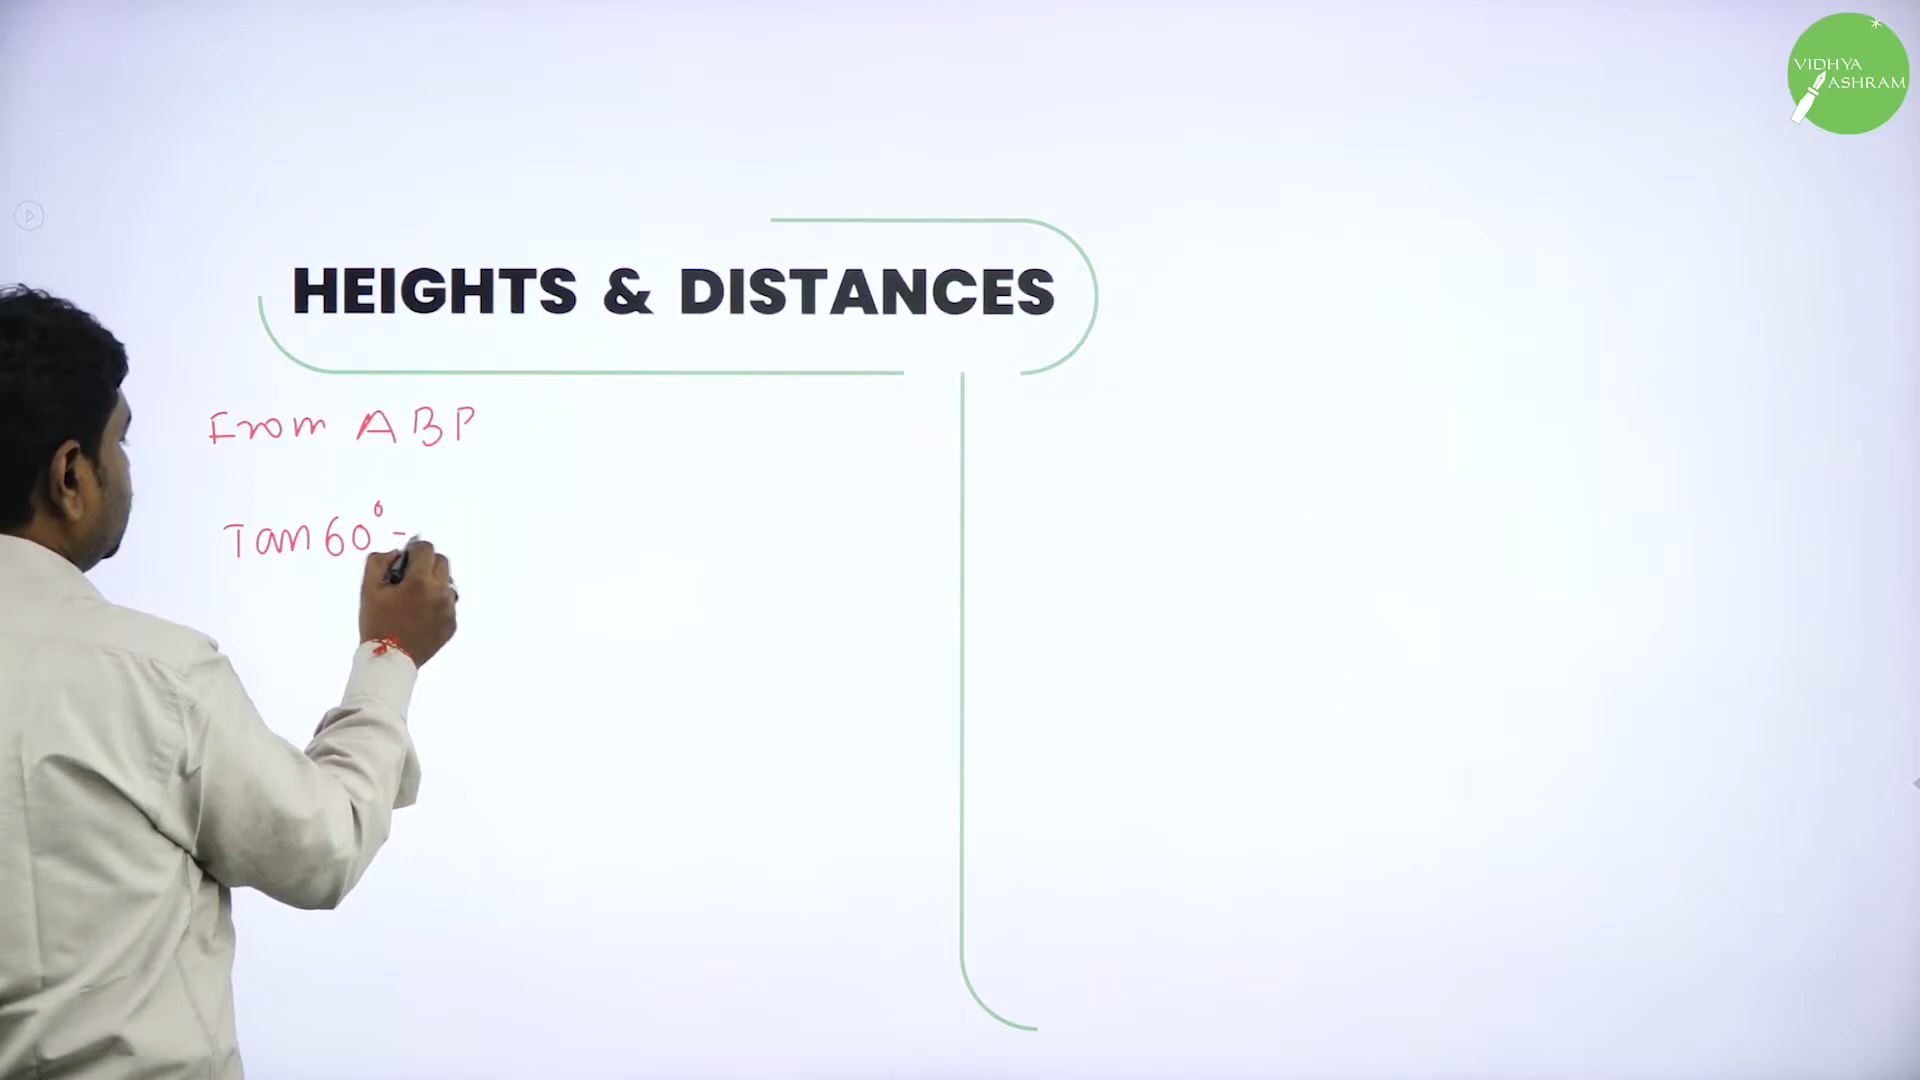 VIDHYA
ASHRAM
HEIGHTS & DISTANCES
From ABP
Tan 60° -